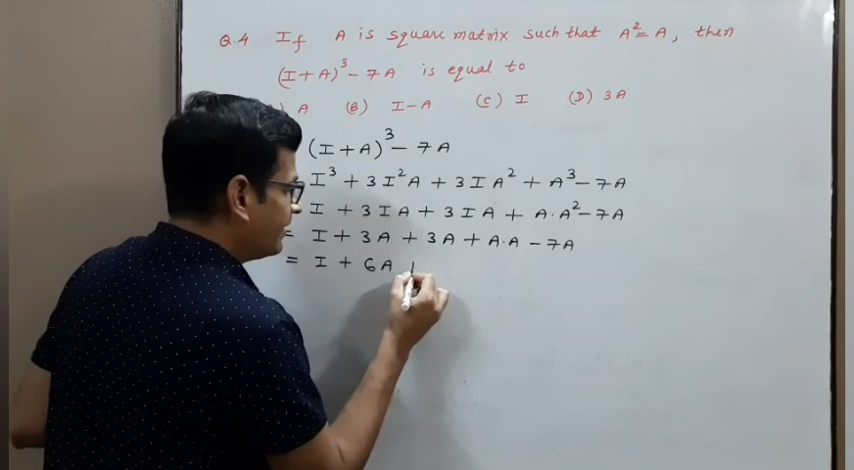 Q.4 If A is square matrix such that A²=A, then
(I+A)³-7A is equal to
) A (B) I-A (C) I (D) 3A
(I+A)³-7A
I³ + 3I²A + 3IA² + A³-7A
I + 3IA + 3IA + A·A²-7A
= I + 3A + 3A + A·A - 7A
= I + 6A